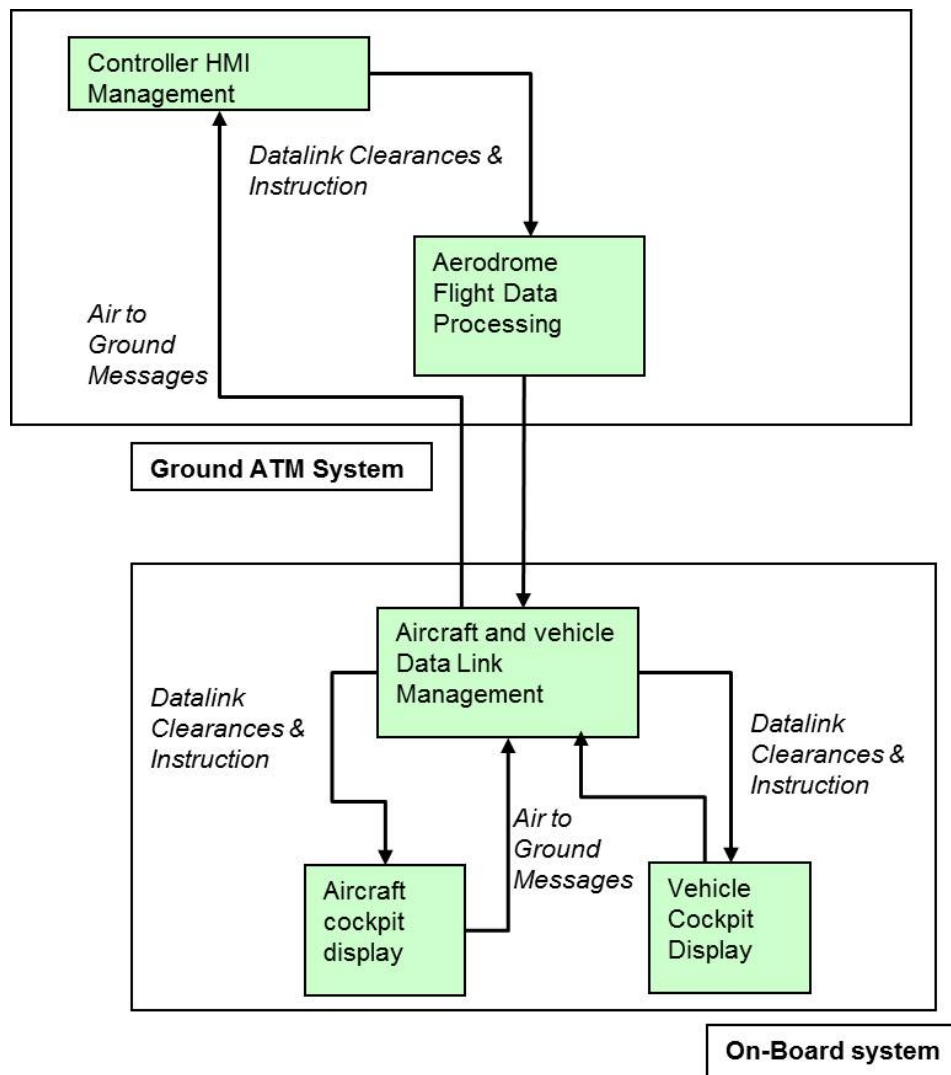 Controller HMI
Management
Datalink Clearances &
Instruction
Aerodrome
Flight Data
Processing
Air to
Ground
Messages
Ground ATM System
Aircraft and vehicle
Data Link
Management
Datalink
Clearances &
Instruction
Datalink
Clearances &
Instruction
Air to
Ground
Messages
Aircraft
cockpit
display
Vehicle
Cockpit
Display
On-Board system